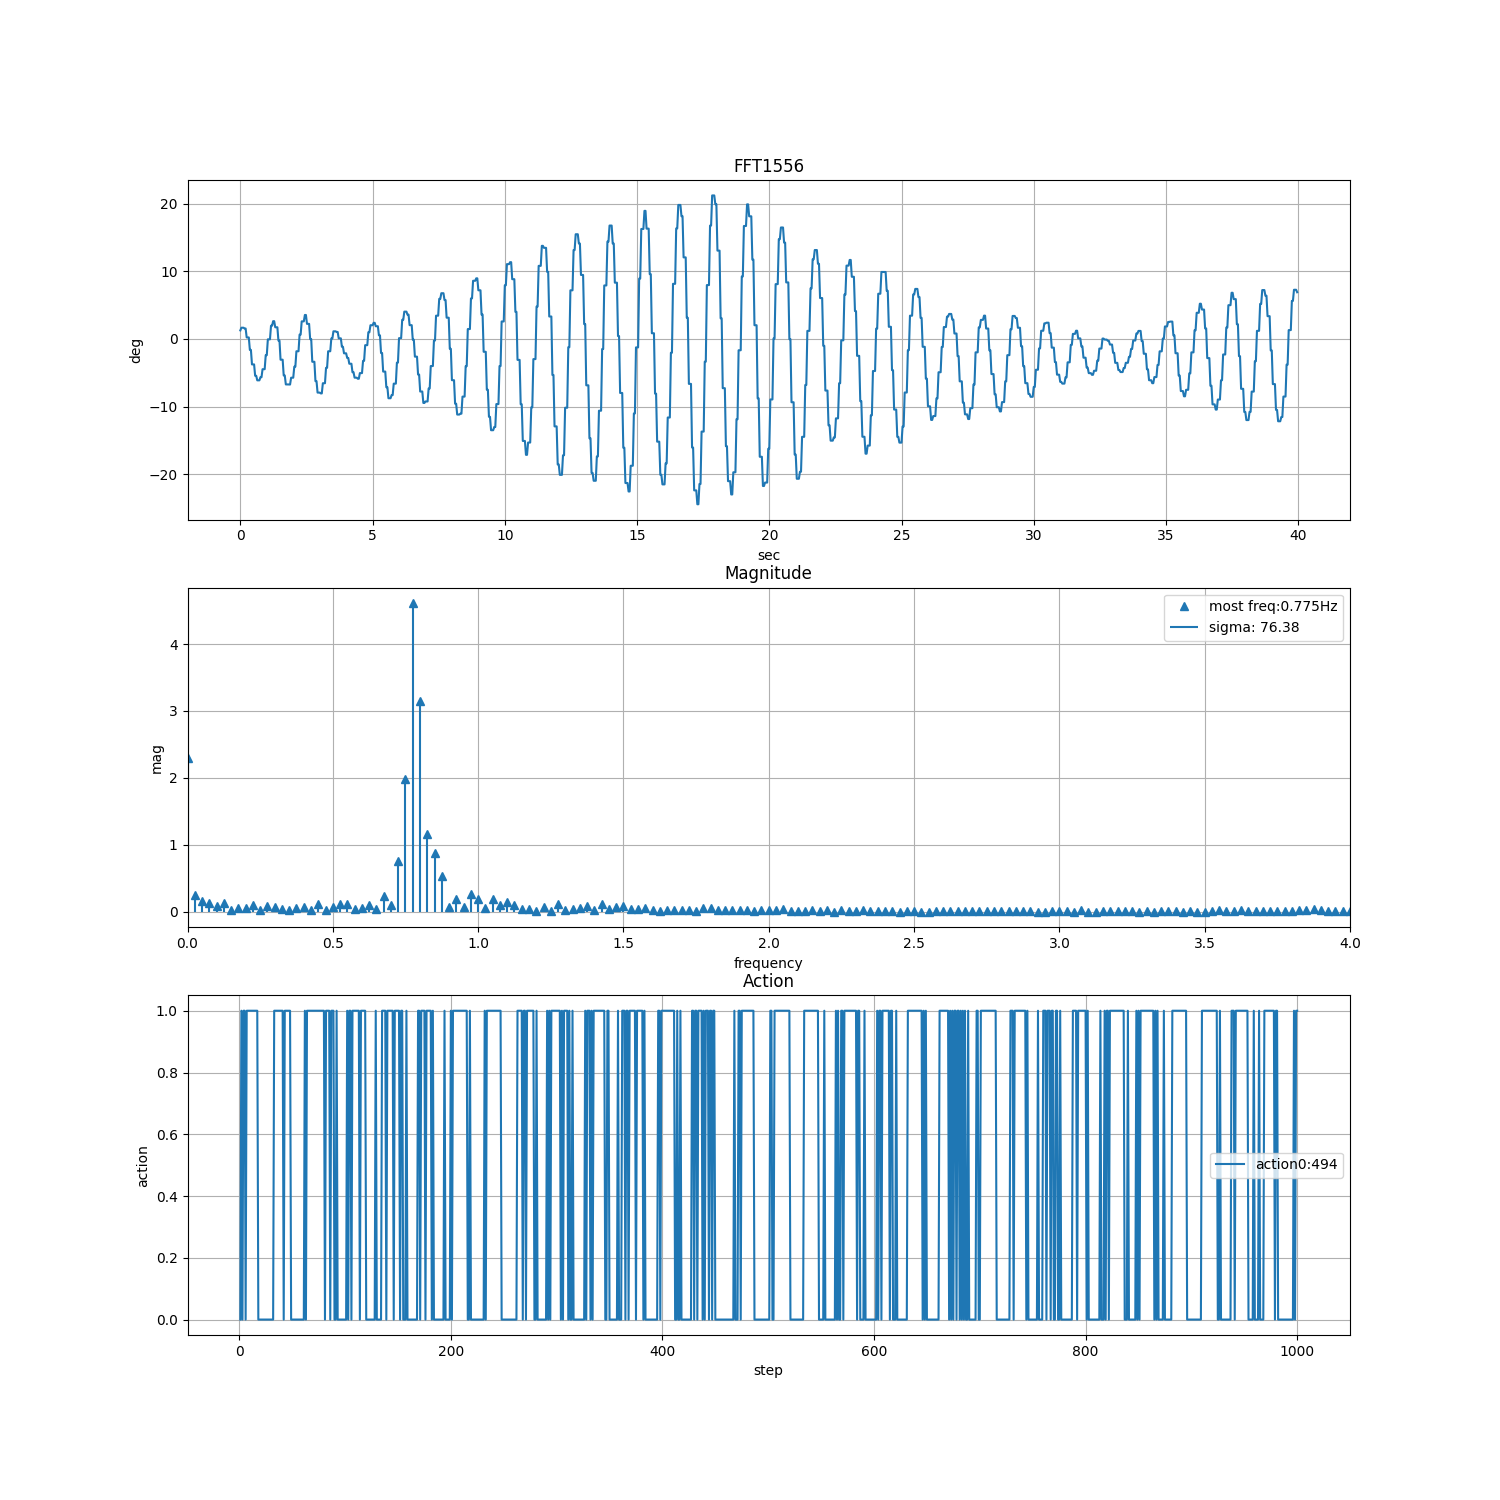 FFT1556
20
10
0
−10
−20
deg
0 5 10 15 20 25 30 35 40
sec
Magnitude
most freq:0.775Hz
sigma: 76.38
4
3
2
1
0
mag
0.0 0.5 1.0 1.5 2.0 2.5 3.0 3.5 4.0
frequency
Action
1.0
0.8
0.6
0.4
0.2
0.0
action
action0:494
0 200 400 600 800 1000
step